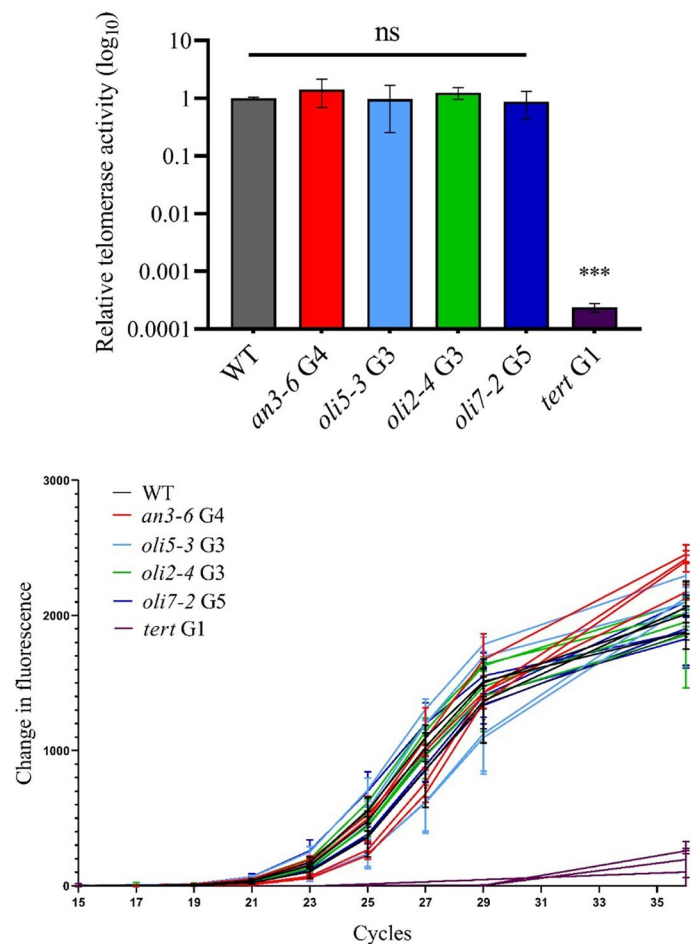 Relative telomerase activity (log10)
10
1
0.1
0.01
0.001
0.0001
ns
***
WT
an3-6 G4
oli5-3 G3
oli2-4 G3
oli7-2 G5
tert G1
Change in fluorescence
3000
2000
1000
0
WT
an3-6 G4
oli5-3 G3
oli2-4 G3
oli7-2 G5
tert G1
15 17 19 21 23 25 27 29 31 33 35
Cycles